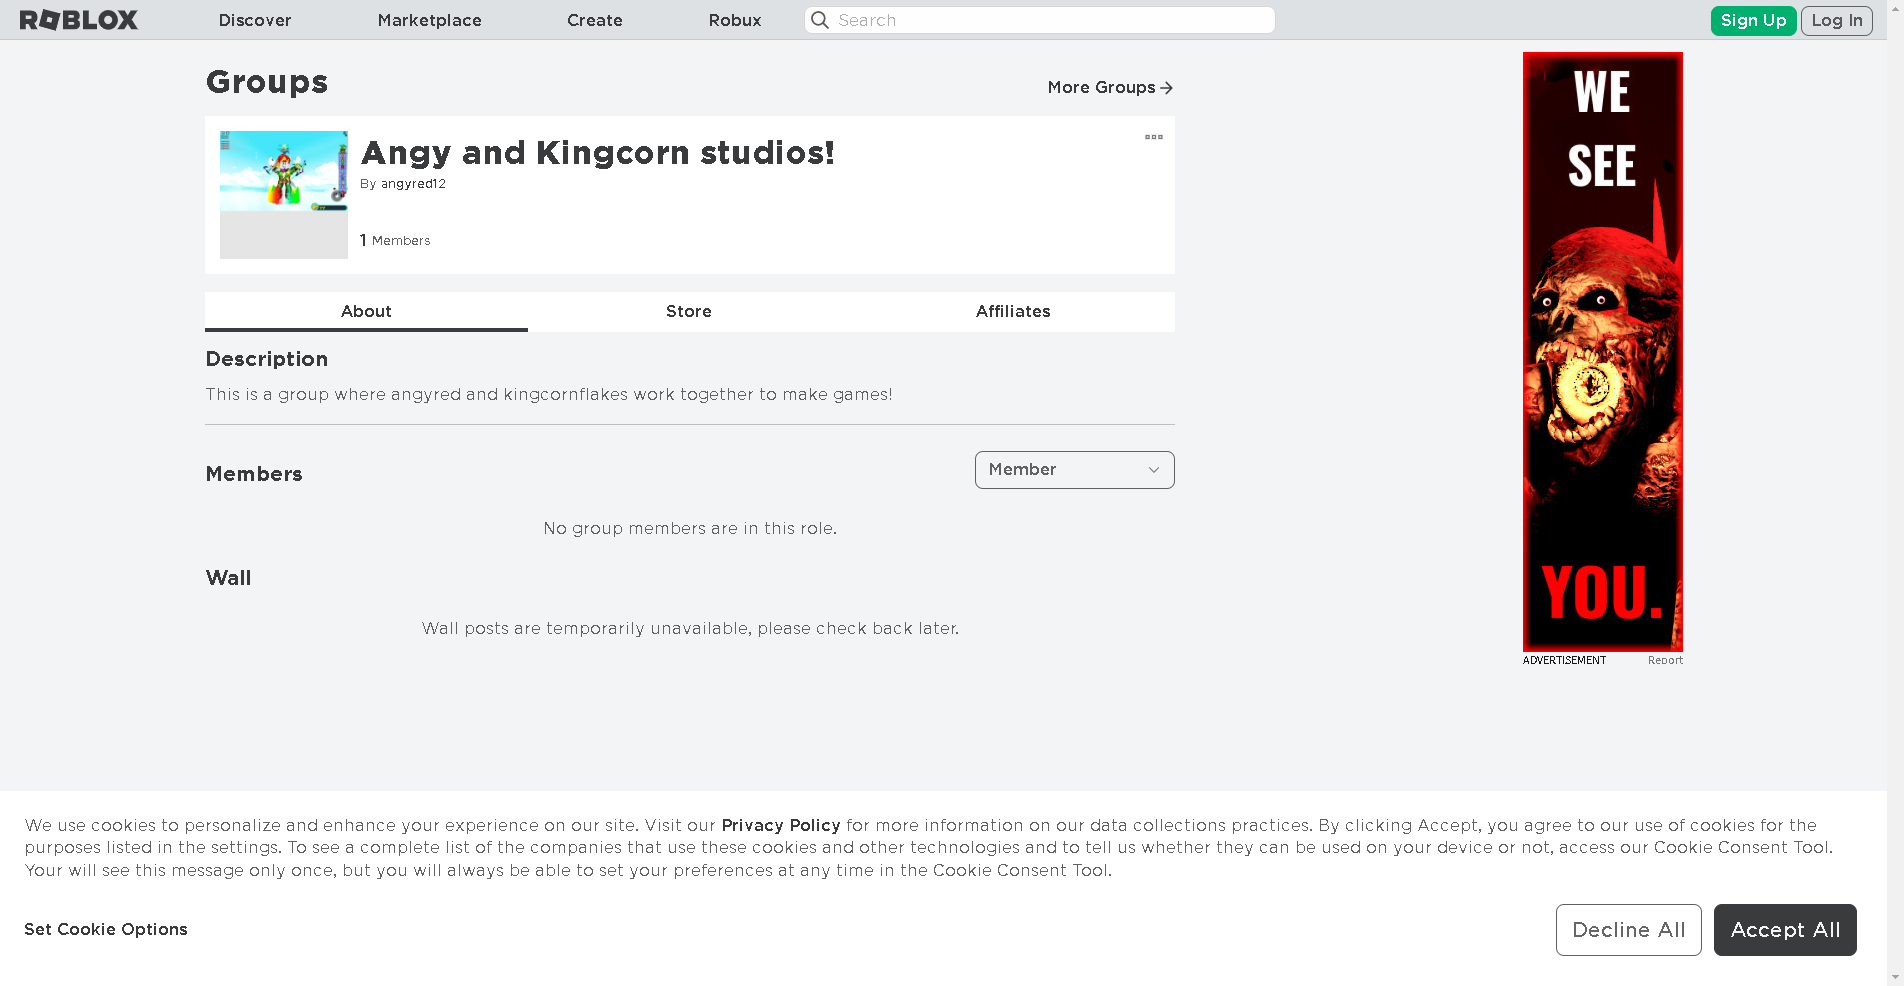 ROBLOX
Discover
Marketplace
Create
Robux
Search
Sign Up
Log In
Groups
More Groups
Angy and Kingcorn studios!
By angyred12
1 Members
About
Store
Affiliates
Description
This is a group where angyred and kingcornflakes work together to make games!
Members
Member
No group members are in this role.
Wall
Wall posts are temporarily unavailable, please check back later.
WE
SEE
YOU.
ADVERTISEMENT
Report
We use cookies to personalize and enhance your experience on our site. Visit our Privacy Policy for more information on our data collections practices. By clicking Accept, you agree to our use of cookies for the
purposes listed in the settings. To see a complete list of the companies that use these cookies and other technologies and to tell us whether they can be used on your device or not, access our Cookie Consent Tool.
Your will see this message only once, but you will always be able to set your preferences at any time in the Cookie Consent Tool.
Set Cookie Options
Decline All
Accept All